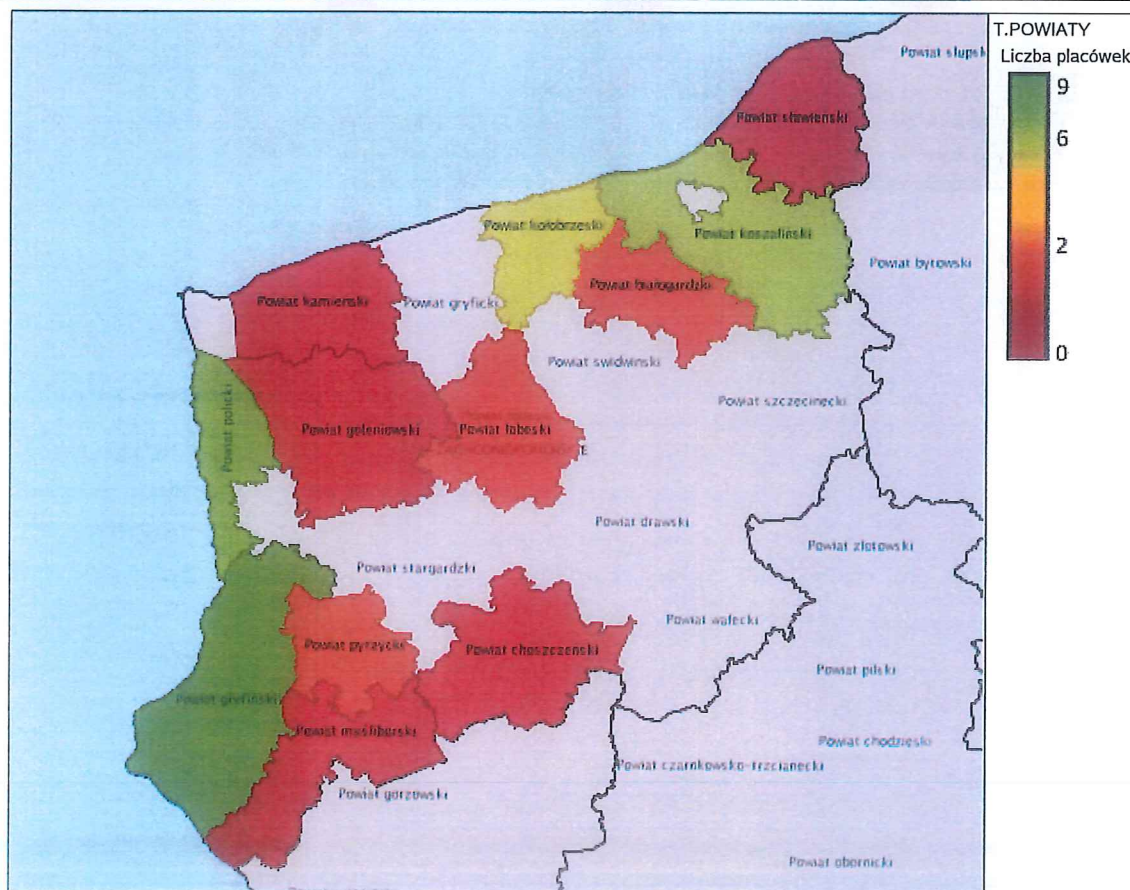 T.POWIATY
Liczba placówek
9
6
2
0
Powiat słupsk
Powiat sławieński
Powiat kołobrzeski
Powiat koszaliński
Powiat bytowski
Powiat białogardzki
Powiat kamieński
Powiat gryficki
Powiat swidwinski
Powiat szczecinecki
Powiat policki
Powiat goleniowski
Powiat łobeski
Powiat drawski
Powiat złotowski
Powiat stargardzki
Powiat wałecki
Powiat pyrzycki
Powiat choszczenski
Powiat pilski
Powiat gryfiński
Powiat myśliborski
Powiat chodzieski
Powiat czarnkowsko-trzcianecki
Powiat gorzowski
Powiat obornicki